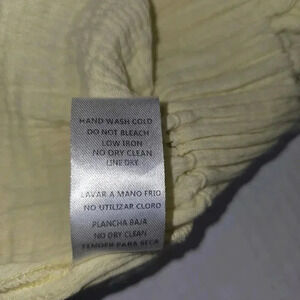 HAND WASH COLD
DO NOT BLEACH
LOW IRON
NO DRY CLEAN
LINE DRY
LAVAR A MANO FRIO
NO UTILIZAR CLORO
PLANCHA BAJA
NO DRY CLEAN
TENDER PARA SECA